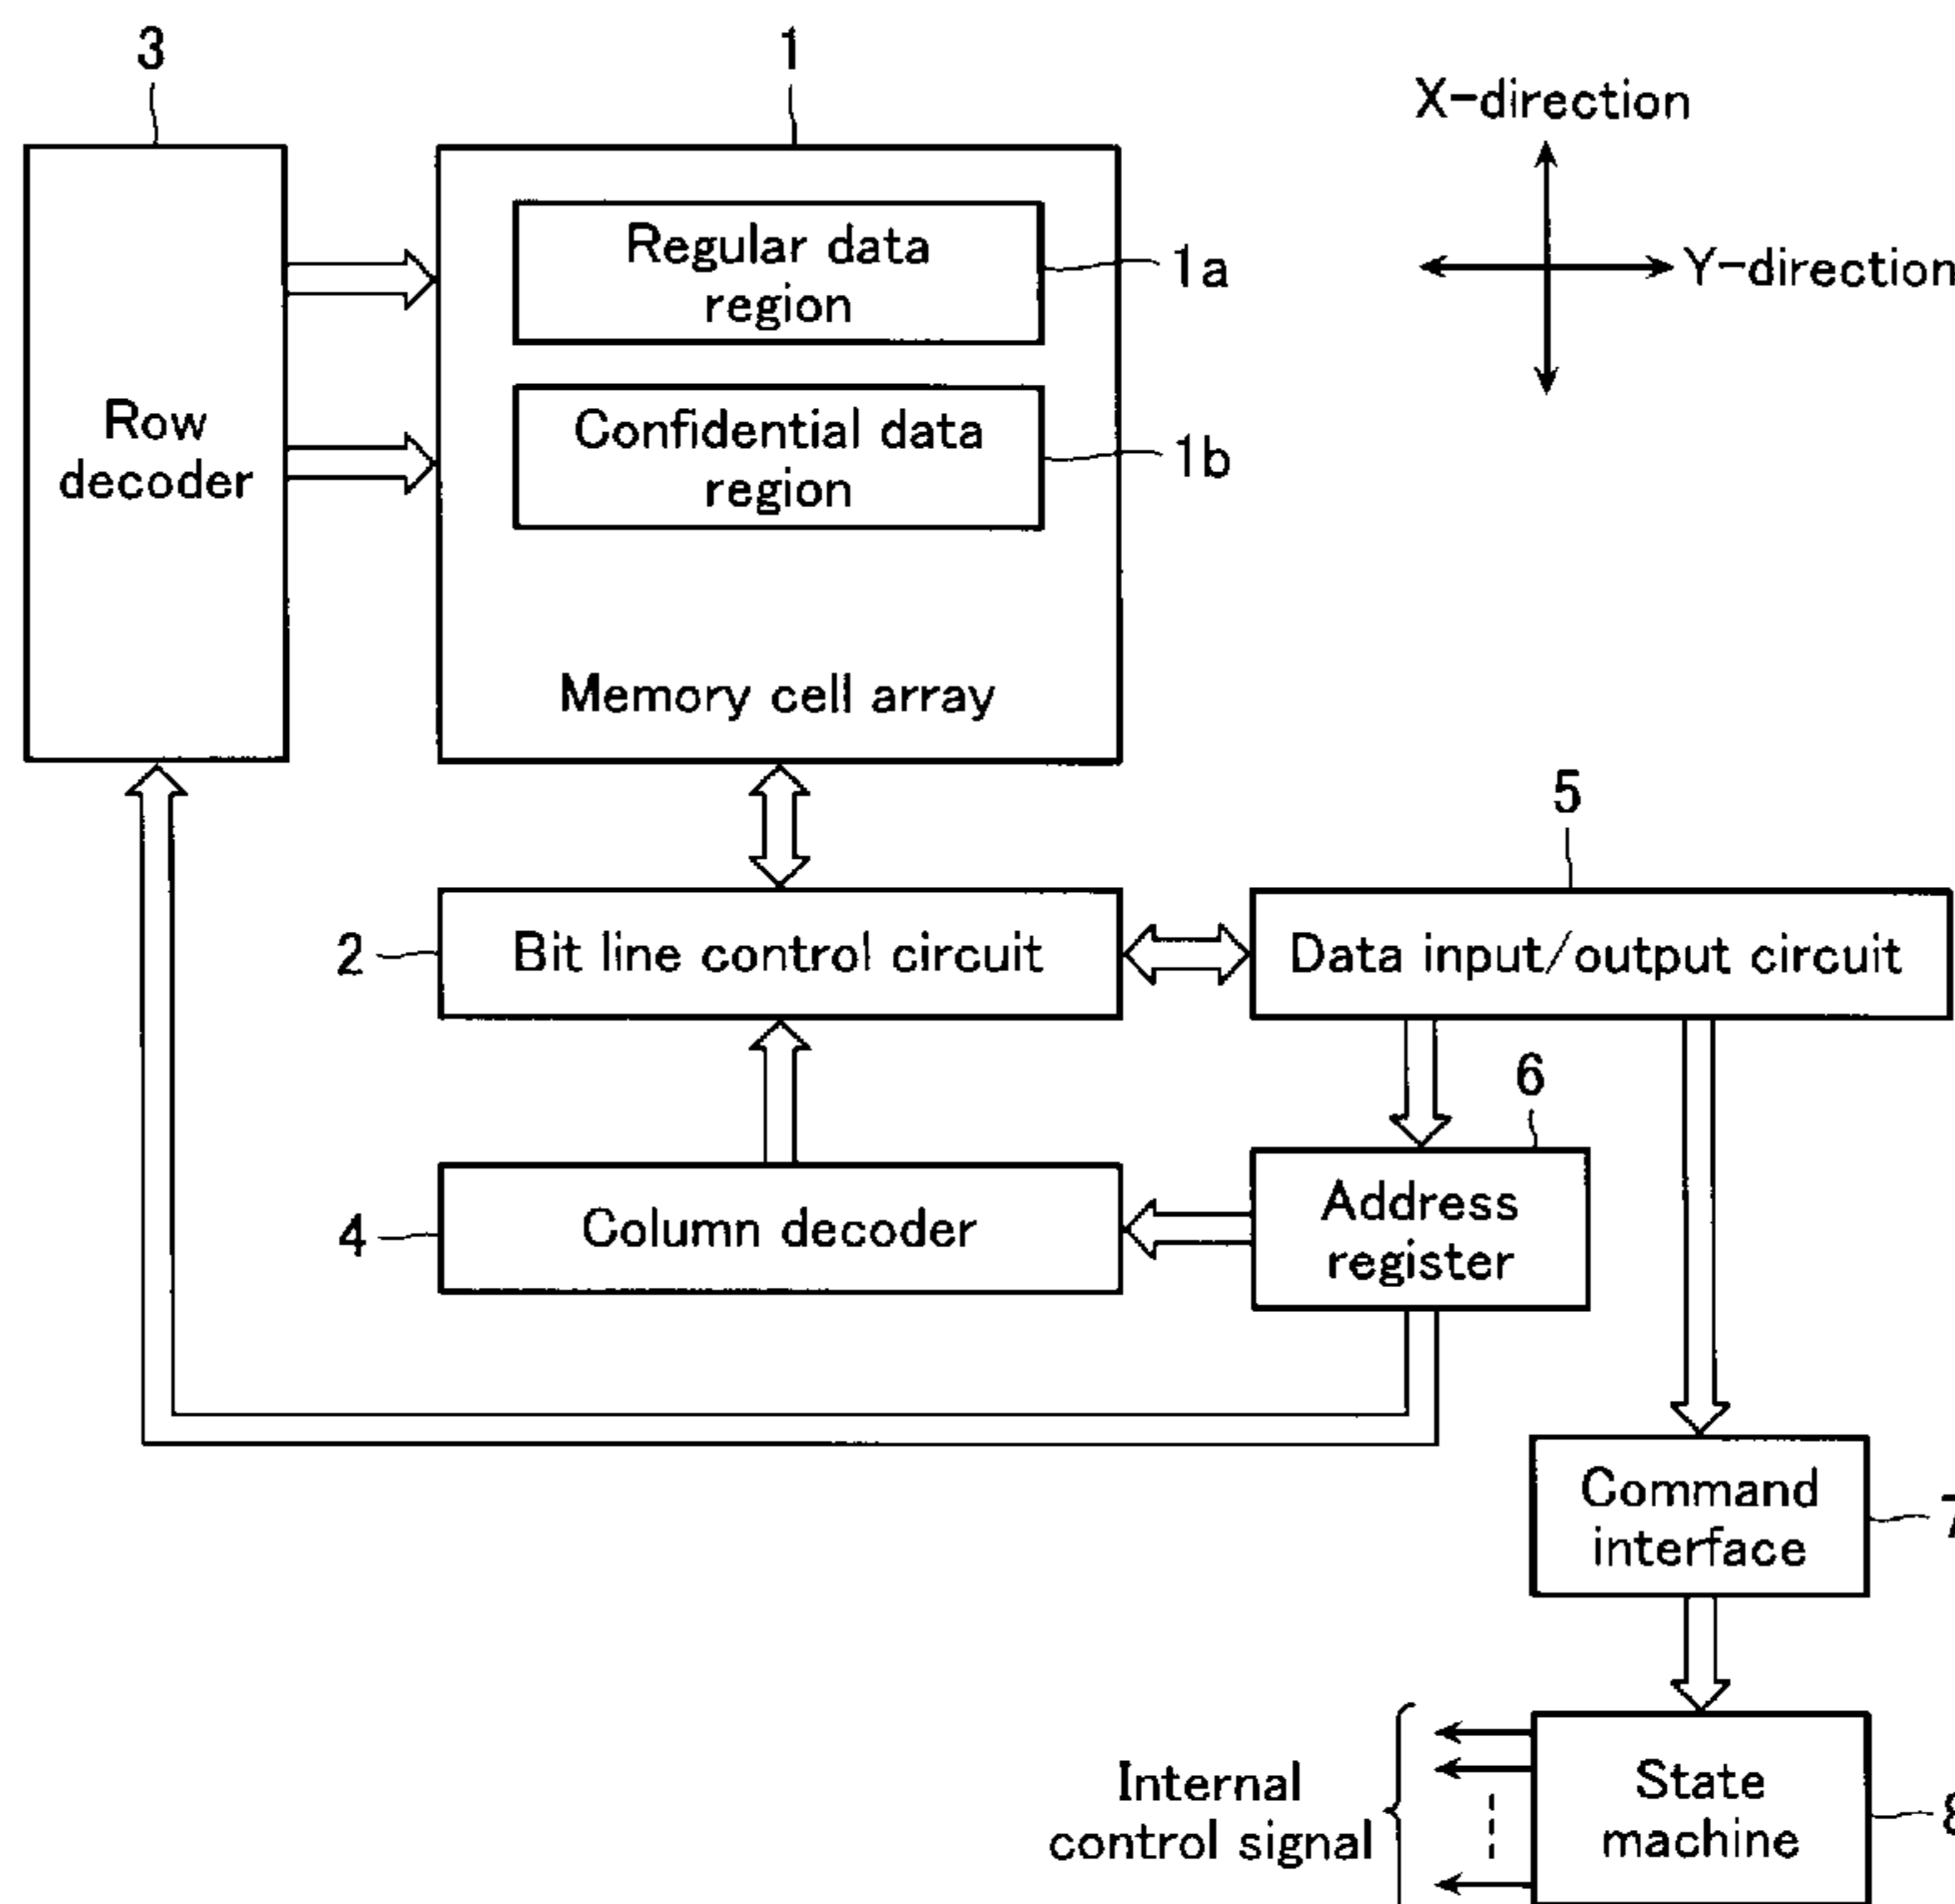 3
1
X-direction
Regular data
region
1a
Y-direction
Row
decoder
Confidential data
region
1b
Memory cell array
5
2
Bit line control circuit
Data input/output circuit
6
4
Column decoder
Address
register
Command
interface
7
Internal
control signal
State
machine
8